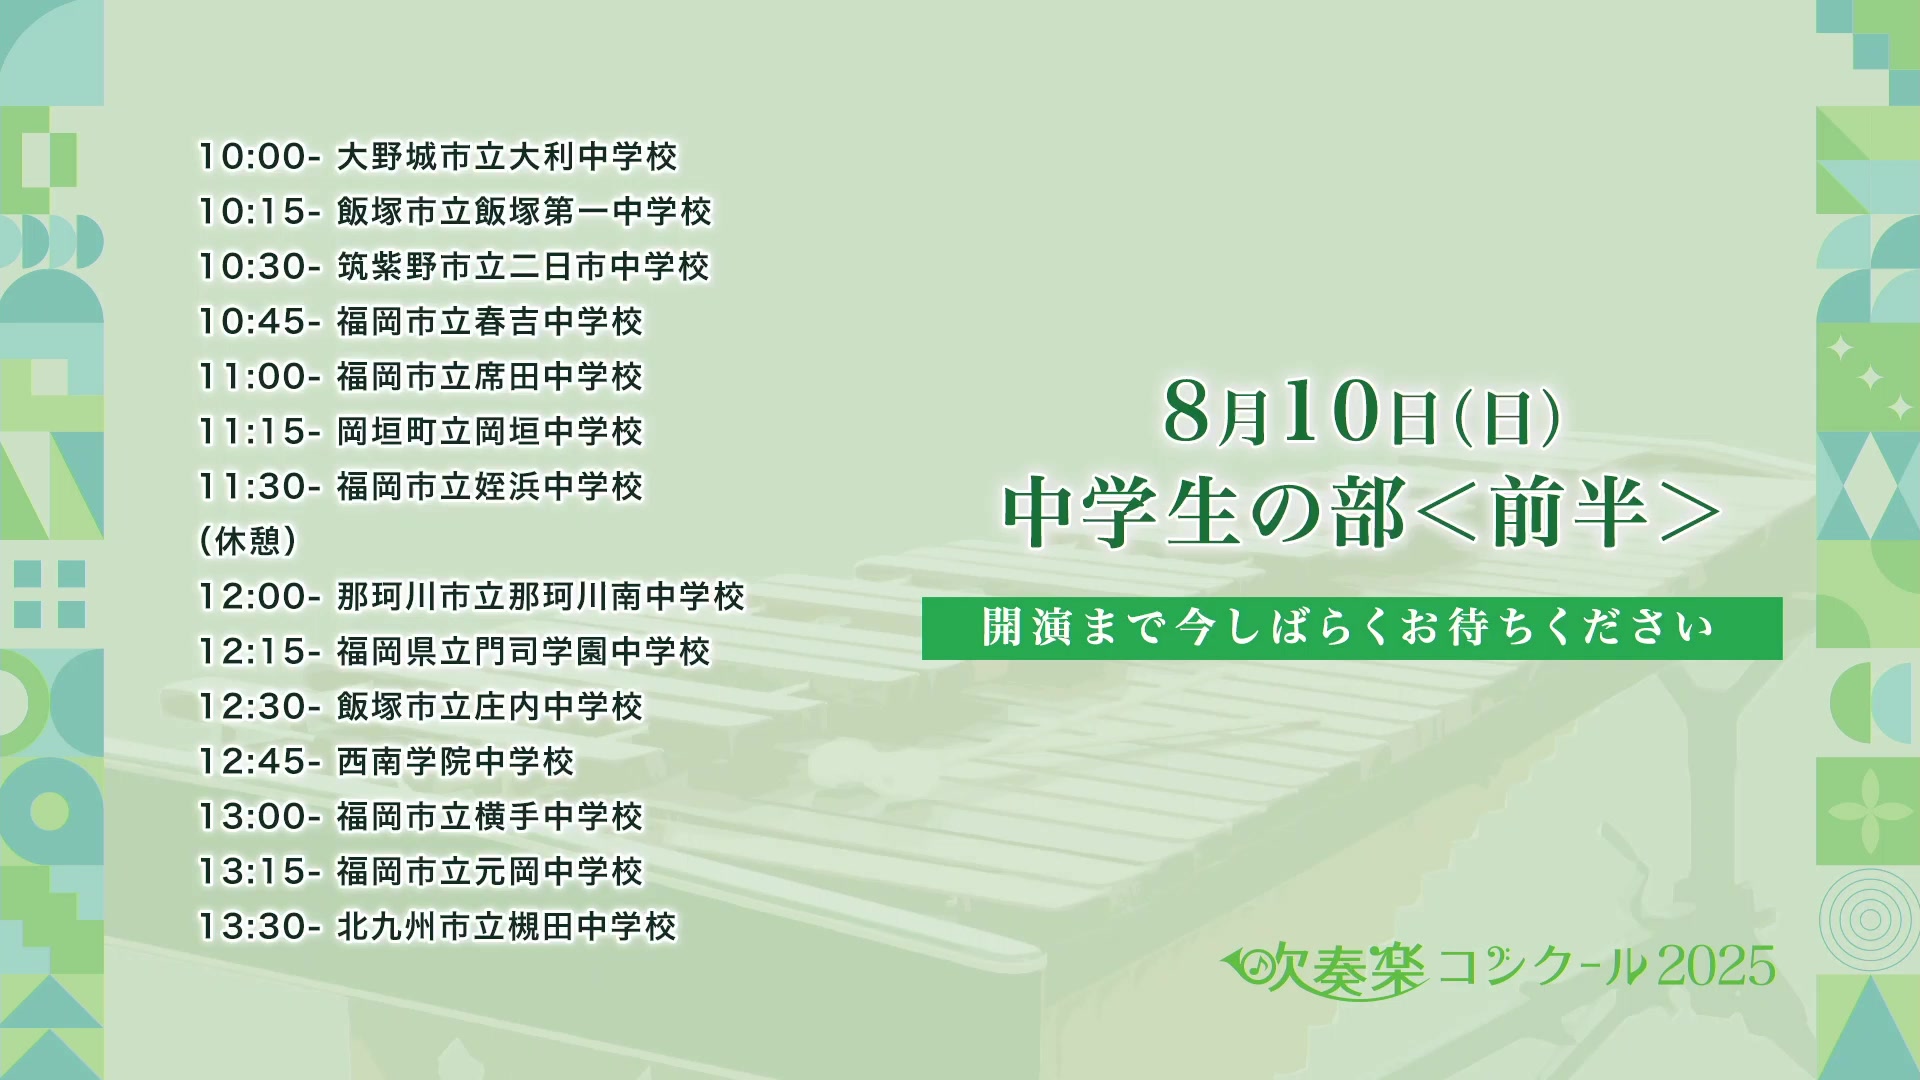 10:00- 大野城市立大利中学校
10:15- 飯塚市立飯塚第一中学校
10:30- 筑紫野市立二日市中学校
10:45- 福岡市立春吉中学校
11:00- 福岡市立席田中学校
11:15- 岡垣町立岡垣中学校
11:30- 福岡市立姪浜中学校
(休憩)
12:00- 那珂川市立那珂川南中学校
12:15- 福岡県立門司学園中学校
12:30- 飯塚市立庄内中学校
12:45- 西南学院中学校
13:00- 福岡市立横手中学校
13:15- 福岡市立元岡中学校
13:30- 北九州市立槻田中学校
8月10日(日)
中学生の部＜前半＞
開演まで今しばらくお待ちください
吹奏楽コンクール2025